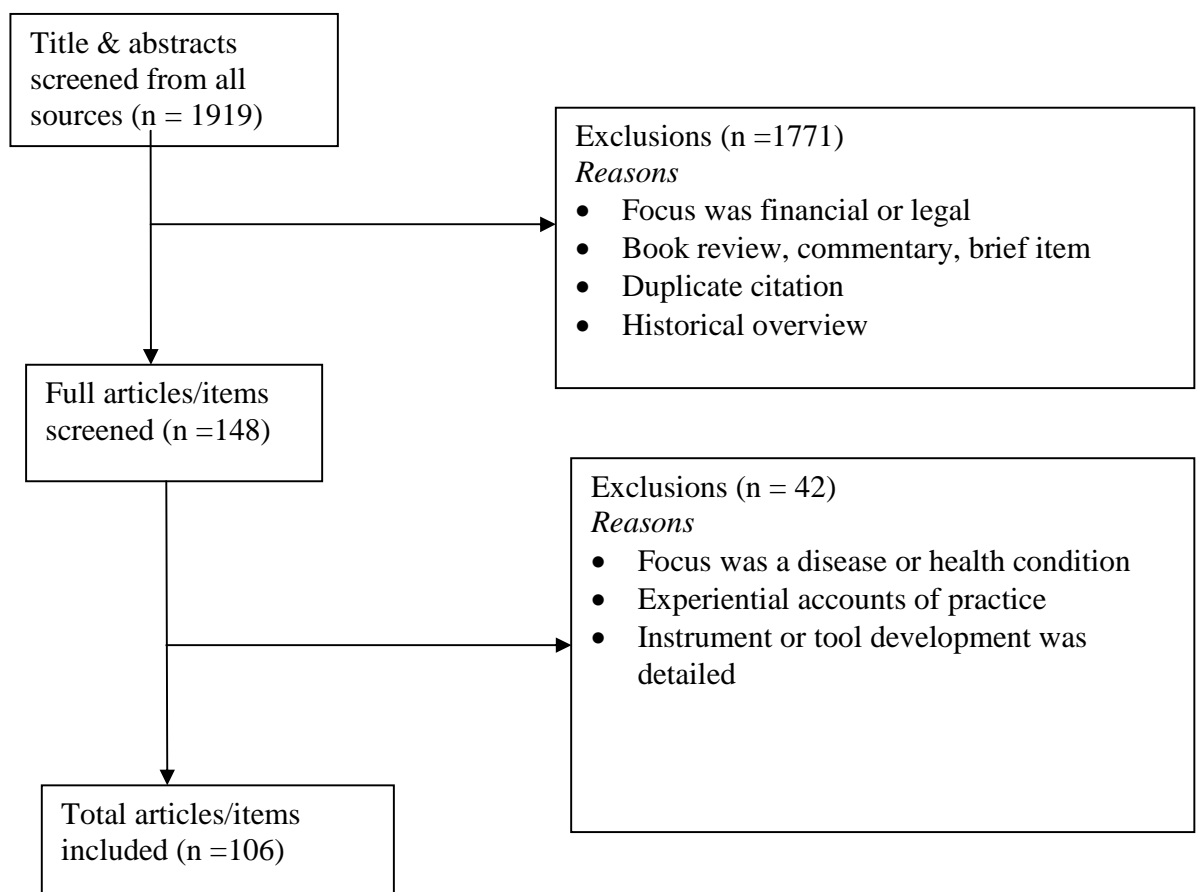 Title & abstracts
screened from all
sources (n = 1919)
Exclusions (n =1771)
Reasons
• Focus was financial or legal
• Book review, commentary, brief item
• Duplicate citation
• Historical overview
Full articles/items
screened (n =148)
Exclusions (n = 42)
Reasons
• Focus was a disease or health condition
• Experiential accounts of practice
• Instrument or tool development was
detailed
Total articles/items
included (n =106)